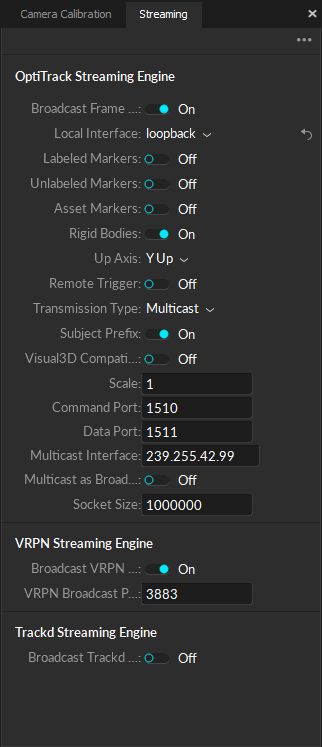 Camera Calibration Streaming
OptiTrack Streaming Engine
Broadcast Frame ...: On
Local Interface: loopback
Labeled Markers: Off
Unlabeled Markers: Off
Asset Markers: Off
Rigid Bodies: On
Up Axis: Y Up
Remote Trigger: Off
Transmission Type: Multicast
Subject Prefix: On
Visual3D Compati...: Off
Scale: 1
Command Port: 1510
Data Port: 1511
Multicast Interface: 239.255.42.99
Multicast as Broad...: Off
Socket Size: 1000000
VRPN Streaming Engine
Broadcast VRPN ...: On
VRPN Broadcast P...: 3883
Trackd Streaming Engine
Broadcast Trackd ...: Off